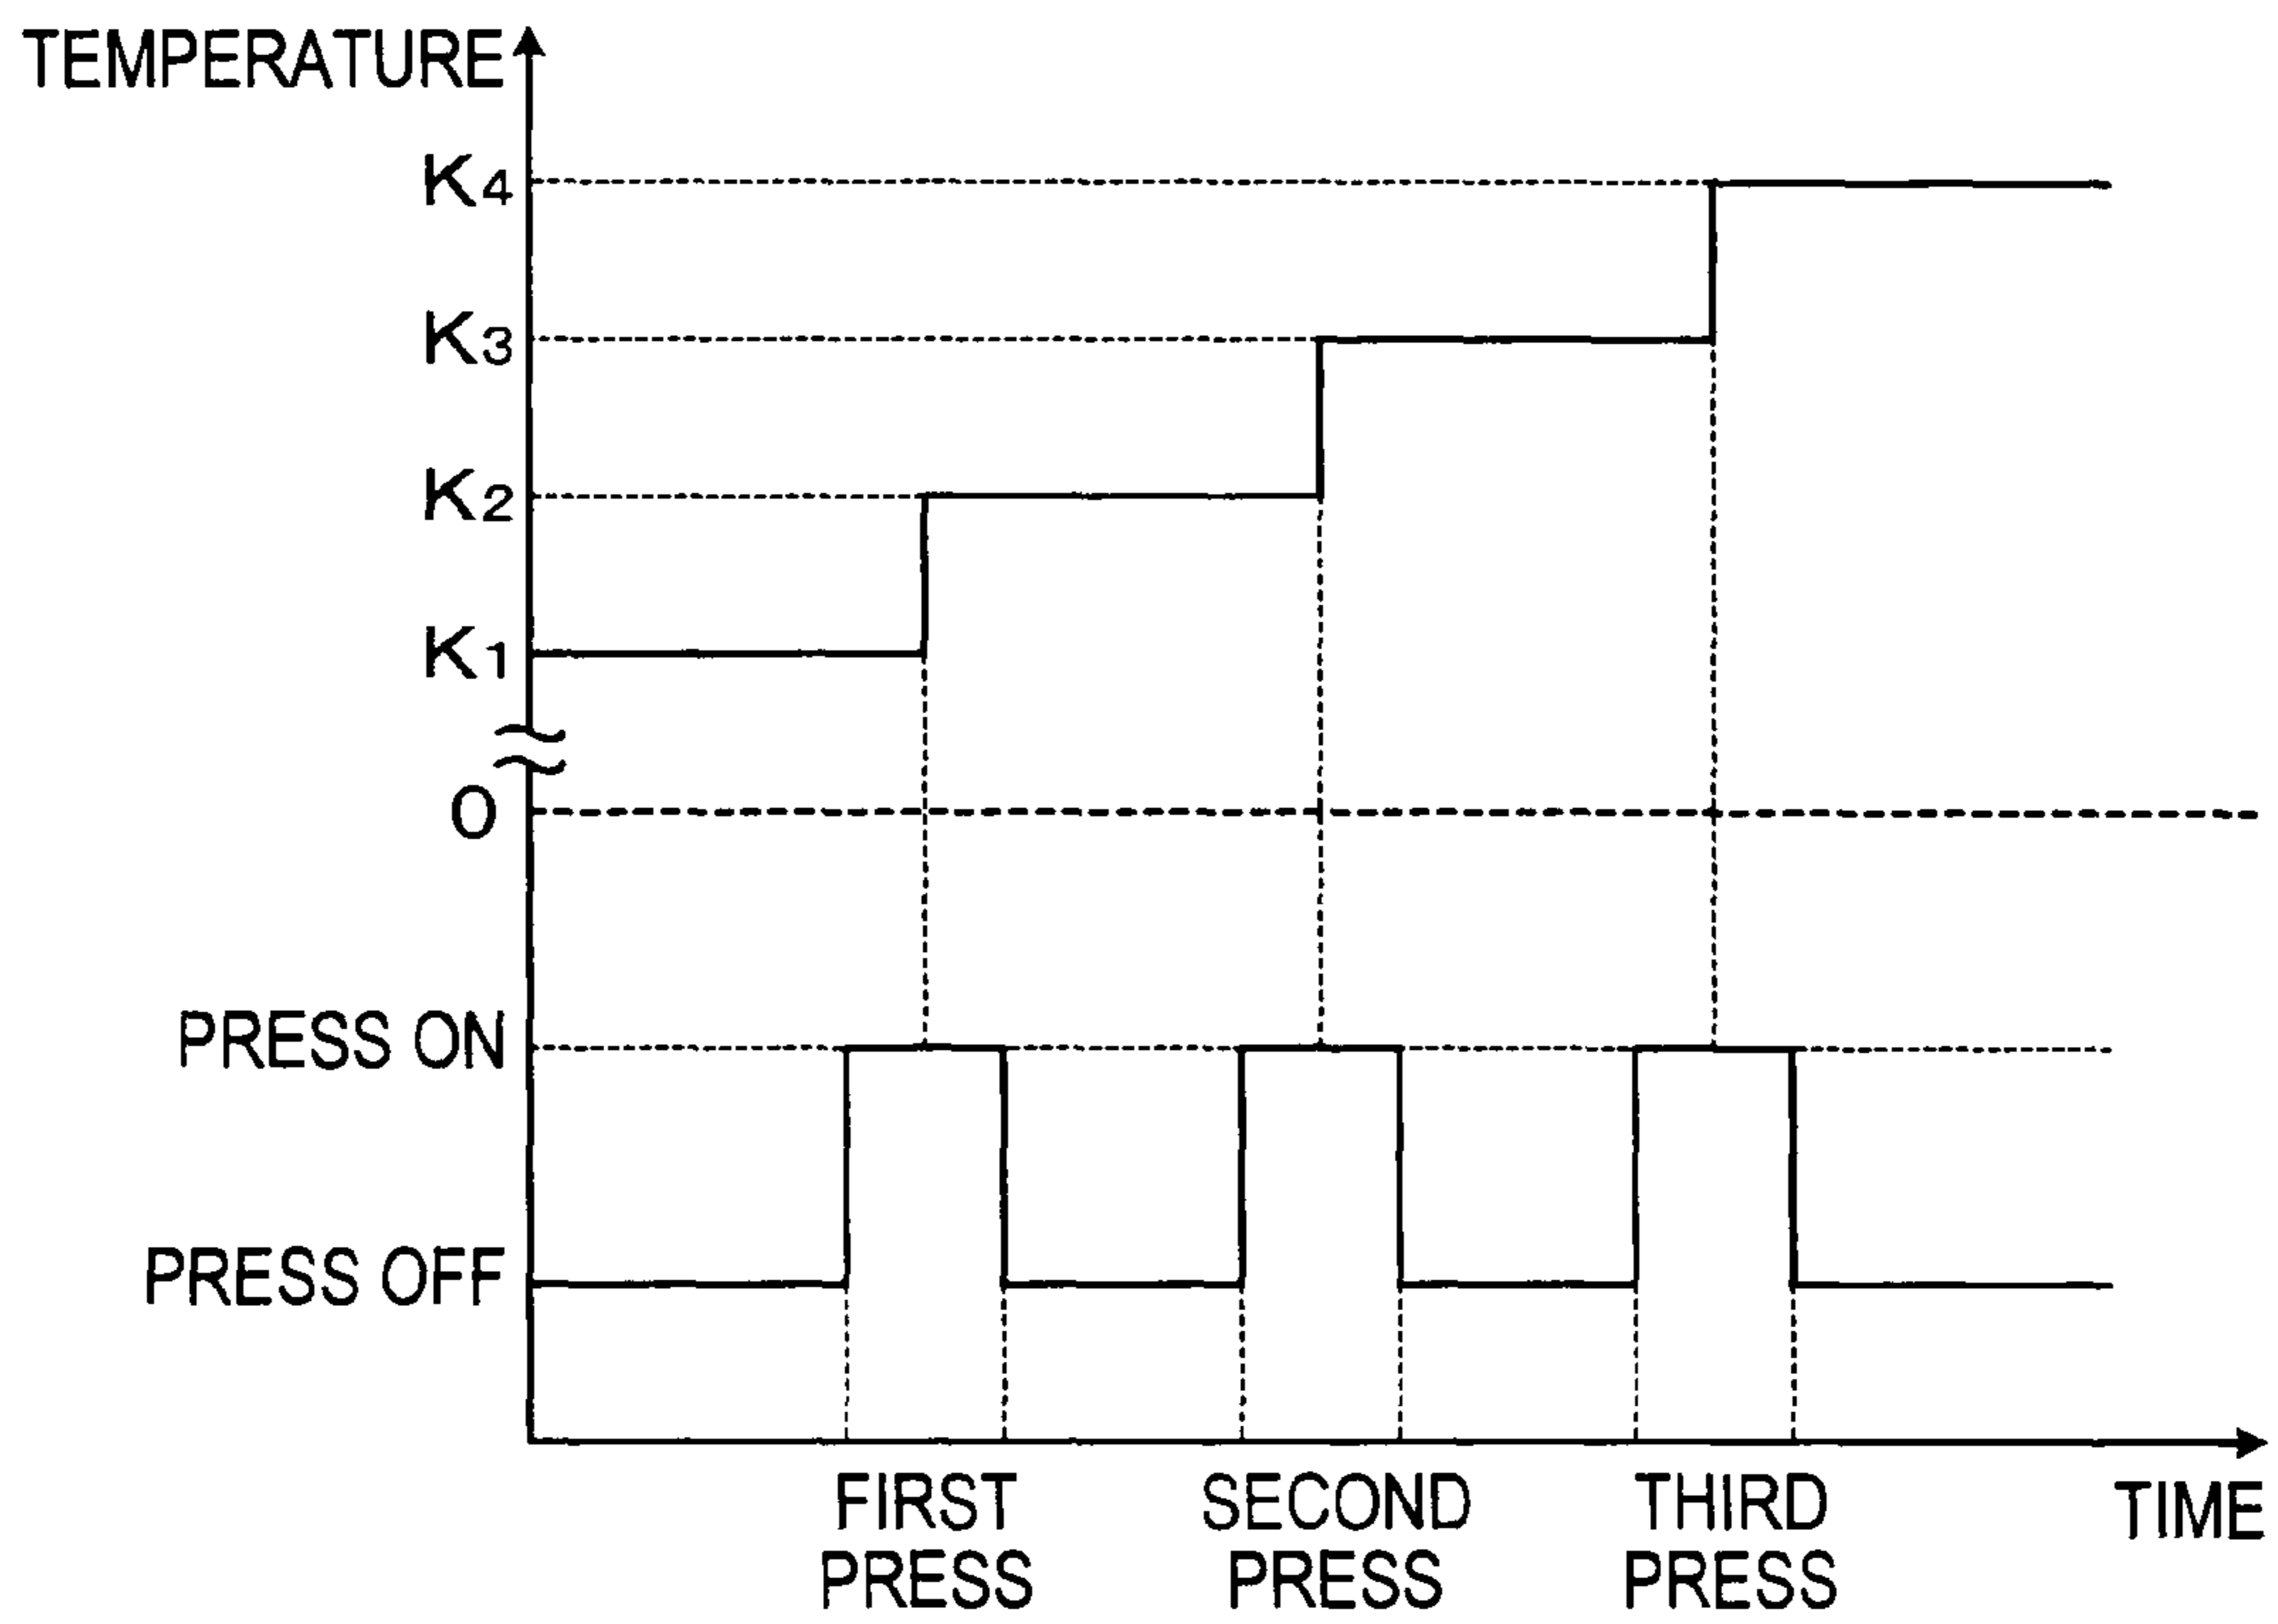 TEMPERATURE
K4
K3
K2
K1
0
PRESS ON
PRESS OFF
FIRST PRESS
SECOND PRESS
THIRD PRESS
TIME